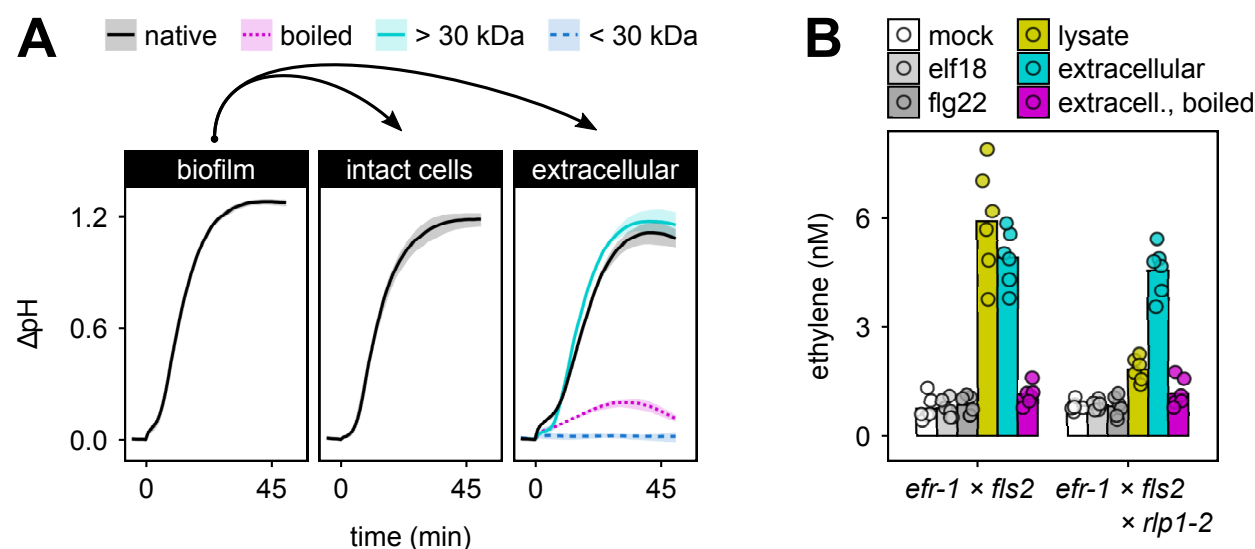 A
native
boiled
> 30 kDa
< 30 kDa
biofilm
intact cells
extracellular
1.2
0.6
0.0
ΔpH
0
45
0
45
0
45
time (min)
B
mock
lysate
elf18
extracellular
flg22
extracell., boiled
6
3
0
ethylene (nM)
efr-1 × fls2
efr-1 × fls2
× rlp1-2